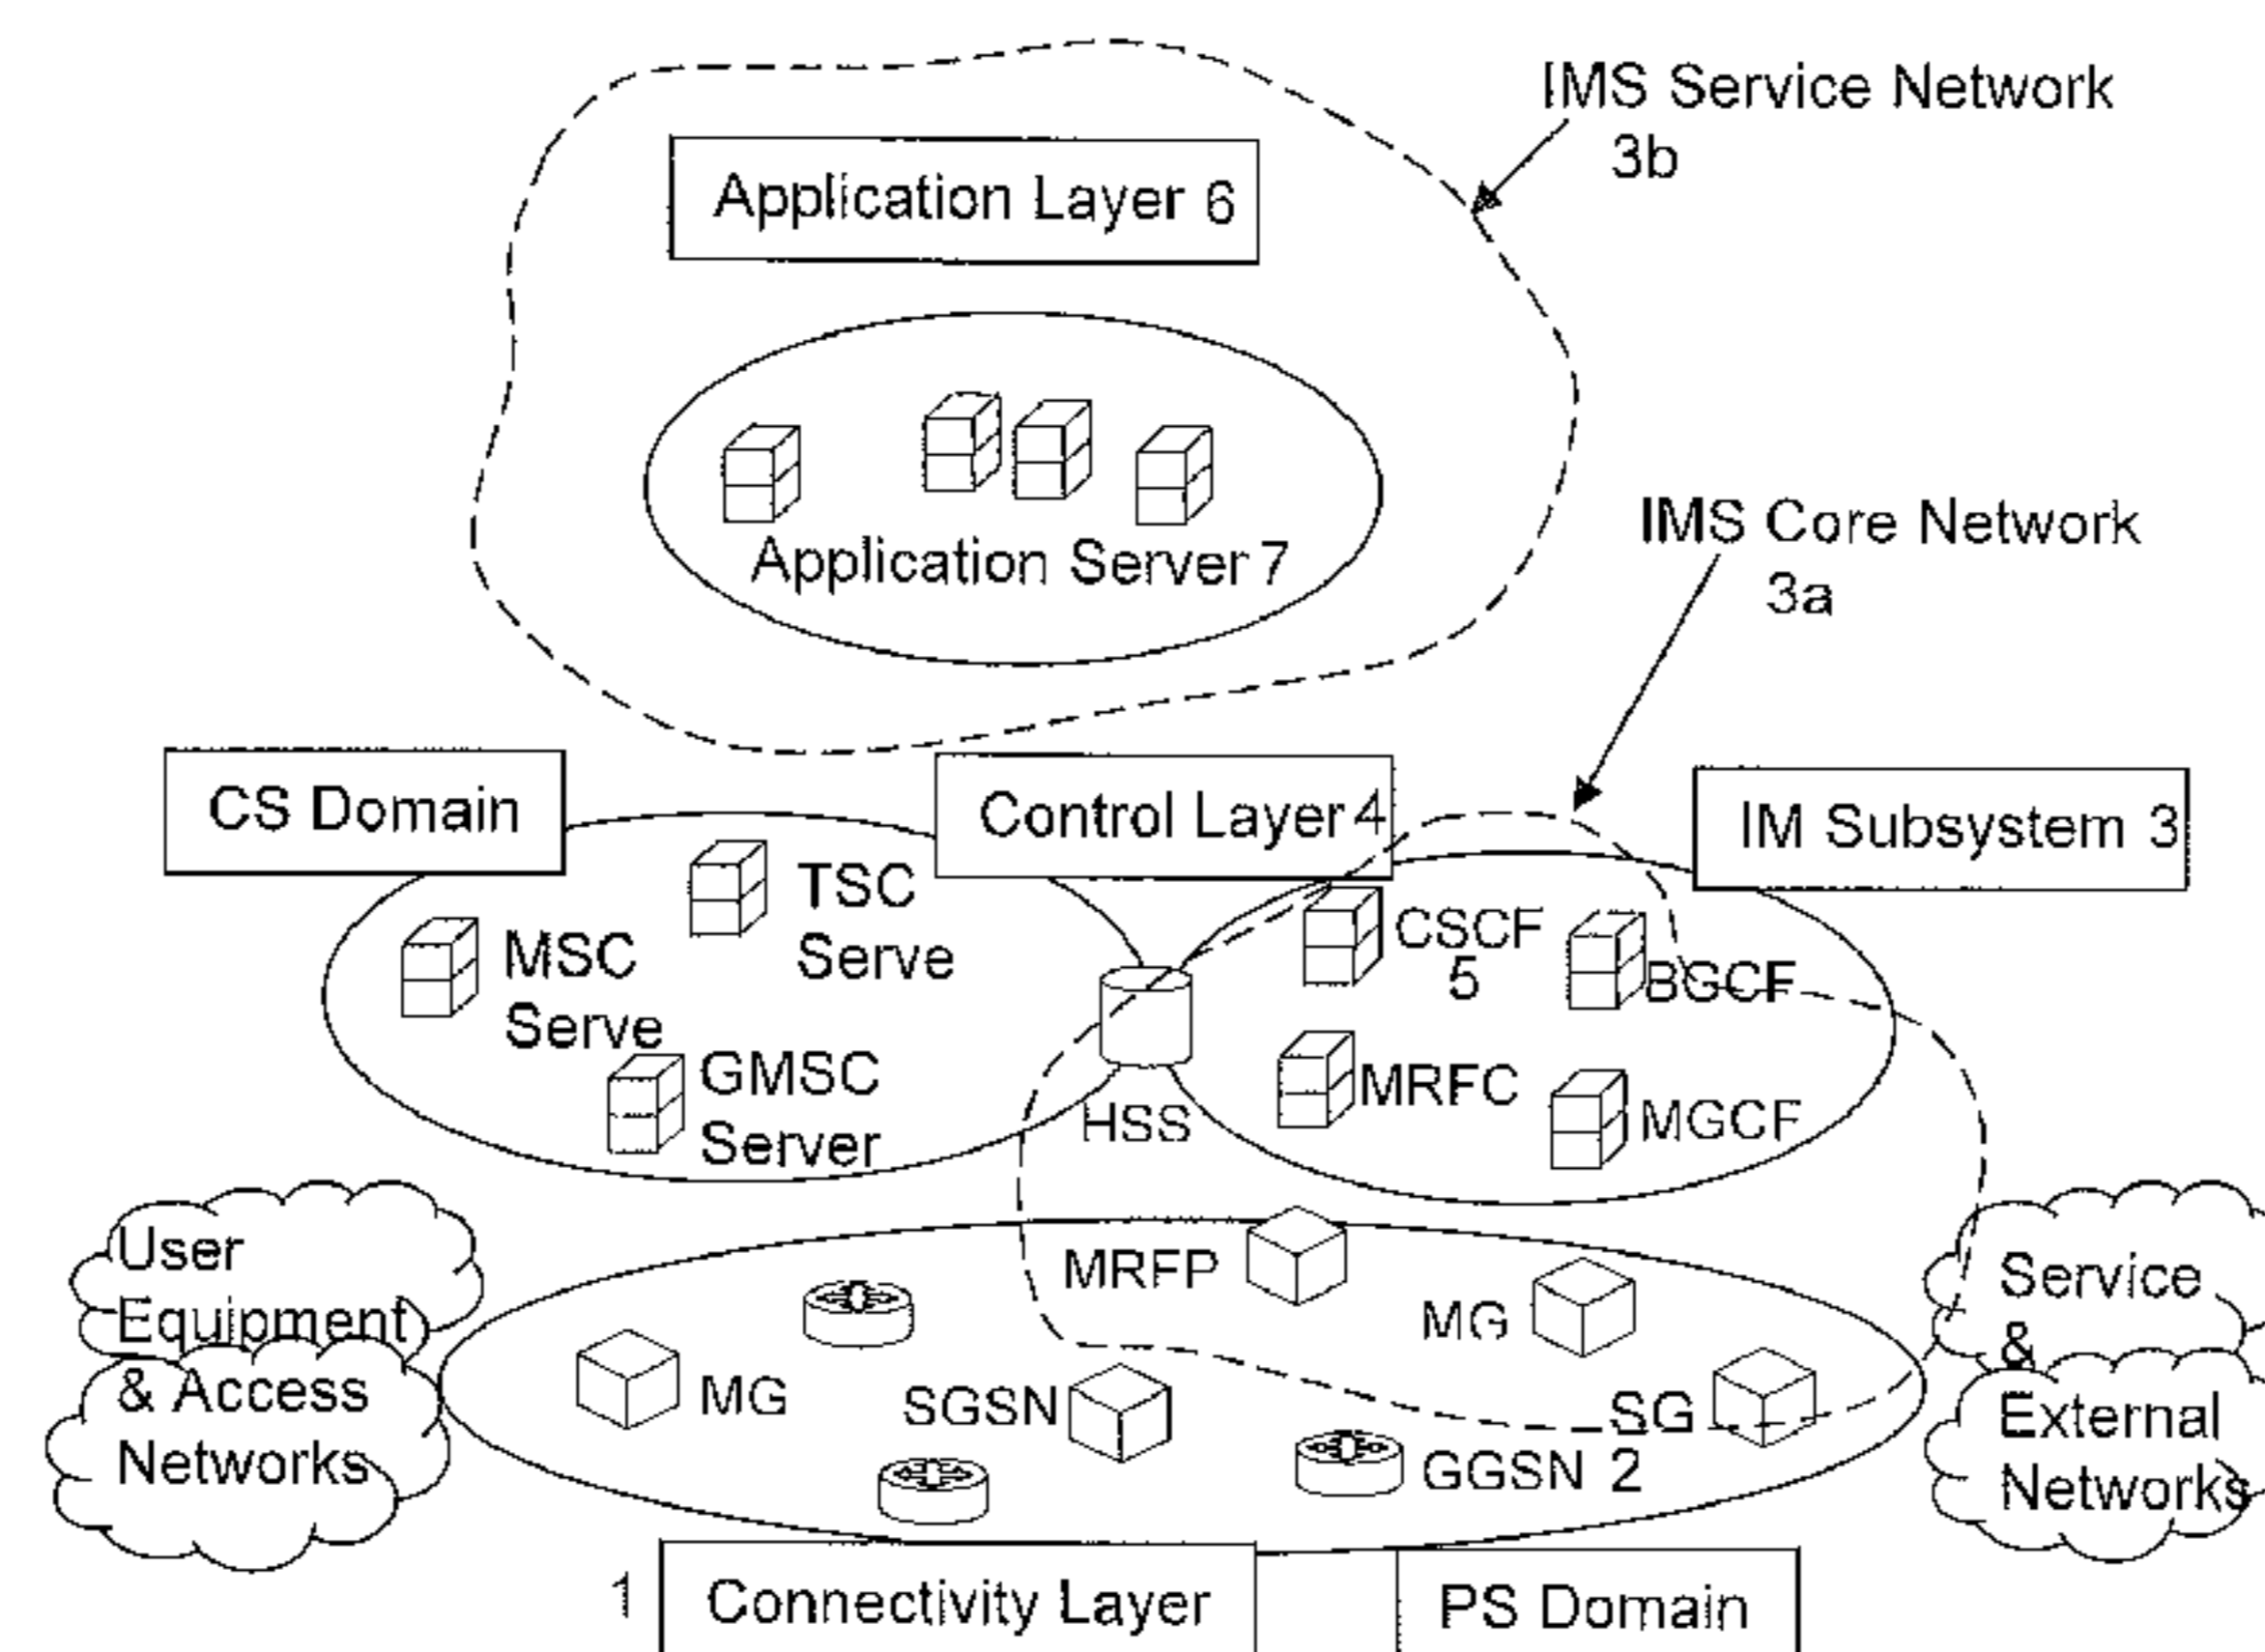 IMS Service Network
3b
Application Layer 6
Application Server 7
IMS Core Network
3a
CS Domain
Control Layer 4
IM Subsystem 3
TSC
Serve
MSC
Serve
GMSC
Server
HSS
CSCF
5
BGCF
MRFC
MGCF
User
Equipment
& Access
Networks
MRFP
MG
MG
SGSN
SG
GGSN 2
Service
&
External
Networks
1
Connectivity Layer
PS Domain